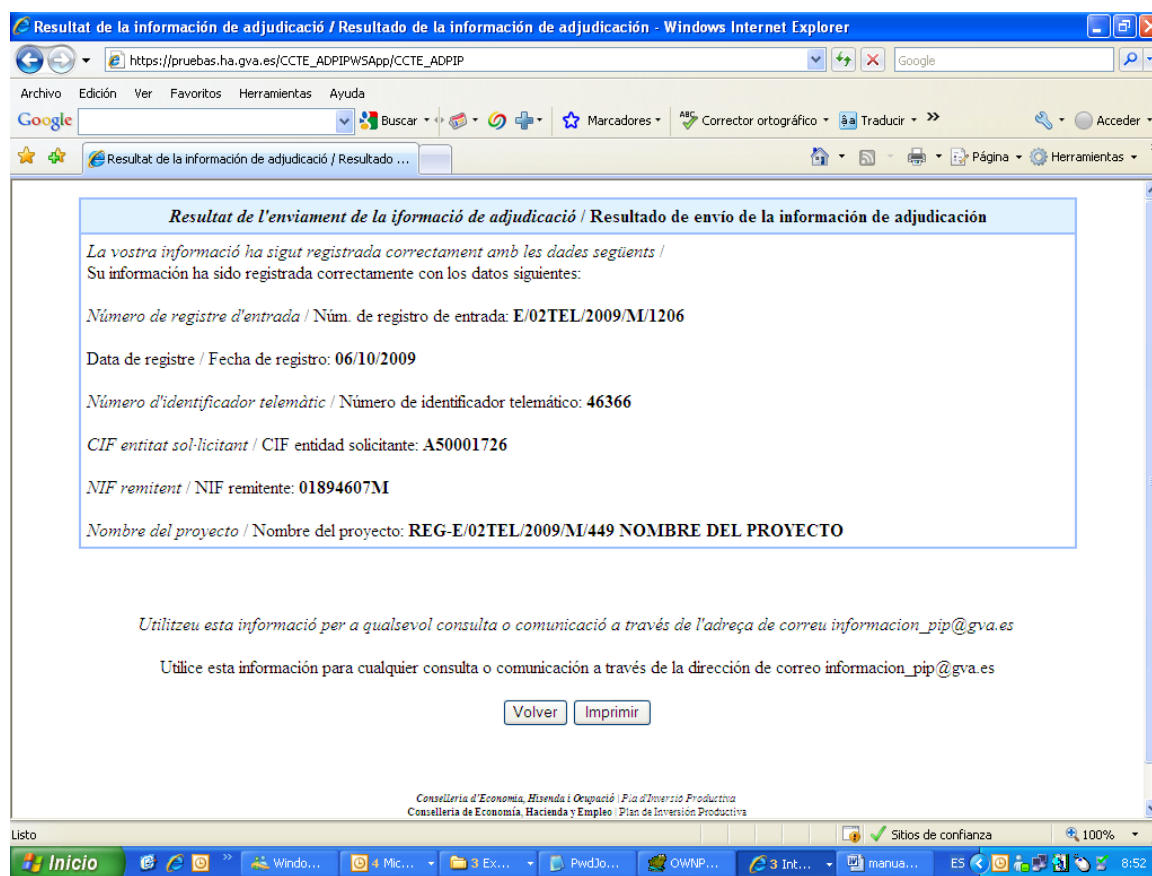 Resultat de la información de adjudicació / Resultado de la información de adjudicación - Windows Internet Explorer
https://pruebas.ha.gva.es/CCTE_ADPIPWSApp/CCTE_ADPIP
Google
Archivo Edición Ver Favoritos Herramientas Ayuda
Google Buscar Marcadores ABC Corrector ortográfico Traducir Acceder
Resultat de la información de adjudicació / Resultado ... Página Herramientas
Resultat de l'enviament de la iformació de adjudicació / Resultado de envío de la información de adjudicación
La vostra informació ha sigut registrada correctament amb les dades següents /
Su información ha sido registrada correctamente con los datos siguientes:
Número de registre d'entrada / Núm. de registro de entrada: E/02TEL/2009/M/1206
Data de registre / Fecha de registro: 06/10/2009
Número d'identificador telemàtic / Número de identificador telemático: 46366
CIF entitat sol·licitant / CIF entidad solicitante: A50001726
NIF remitent / NIF remitente: 01894607M
Nombre del proyecto / Nombre del proyecto: REG-E/02TEL/2009/M/449 NOMBRE DEL PROYECTO
Utilitzeu esta informació per a qualsevol consulta o comunicació a través de l'adreça de correu informacion_pip@gva.es
Utilice esta información para cualquier consulta o comunicación a través de la dirección de correo informacion_pip@gva.es
Volver Imprimir
Conselleria d'Economia, Hisenda i Ocupació | Pla d'Inversió Productiva
Conselleria de Economía, Hacienda y Empleo | Plan de Inversión Productiva
Listo Sitios de confianza 100%
Inicio Windo... 4 Mic... 3 Ex... PwdJo... OWNP... 3 Int... manua... ES 8:52